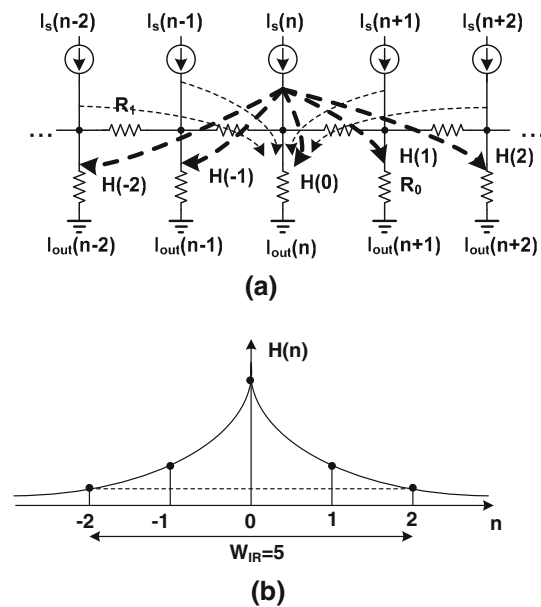 Is(n-2) Is(n-1) Is(n) Is(n+1) Is(n+2)
R1
... ...
H(-2) H(-1) H(0) H(1) H(2)
R0
Iout(n-2) Iout(n-1) Iout(n) Iout(n+1) Iout(n+2)
(a)
H(n)
-2 -1 0 1 2 n
WIR=5
(b)